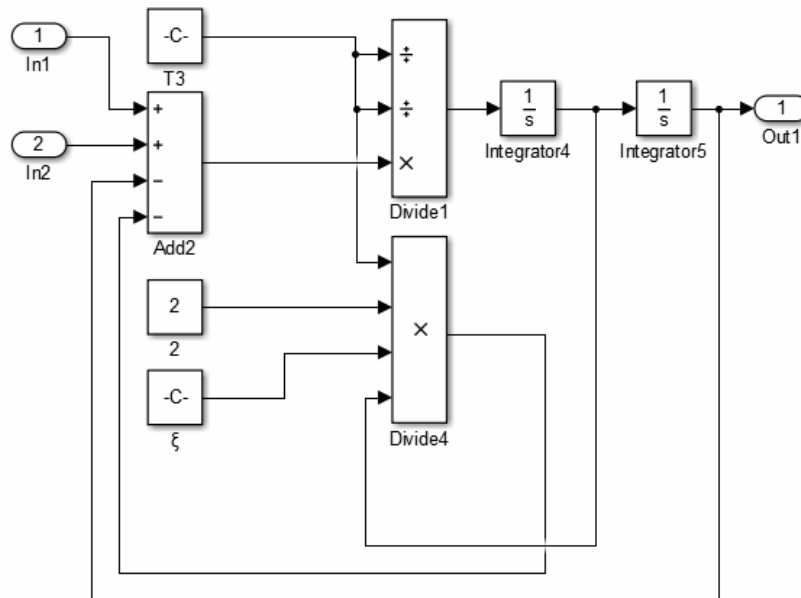 1
In1
2
In2
-C-
T3
+
+
−
−
Add2
÷
÷
×
Divide1
1
s
Integrator4
1
s
Integrator5
1
Out1
2
2
-C-
ξ
×
Divide4